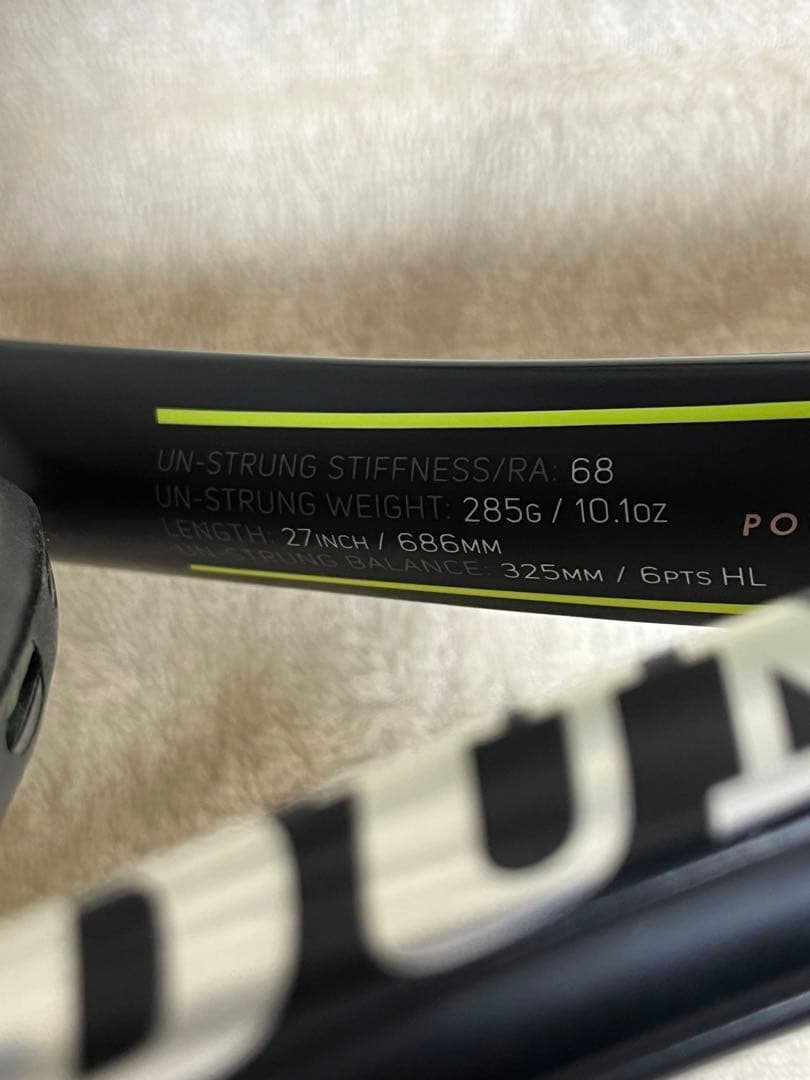 UN-STRUNG STIFFNESS/RA: 68
UN-STRUNG WEIGHT: 285G / 10.1OZ
LENGTH: 27INCH / 686MM
UN-STRUNG BALANCE: 325MM / 6PTS HL
PO